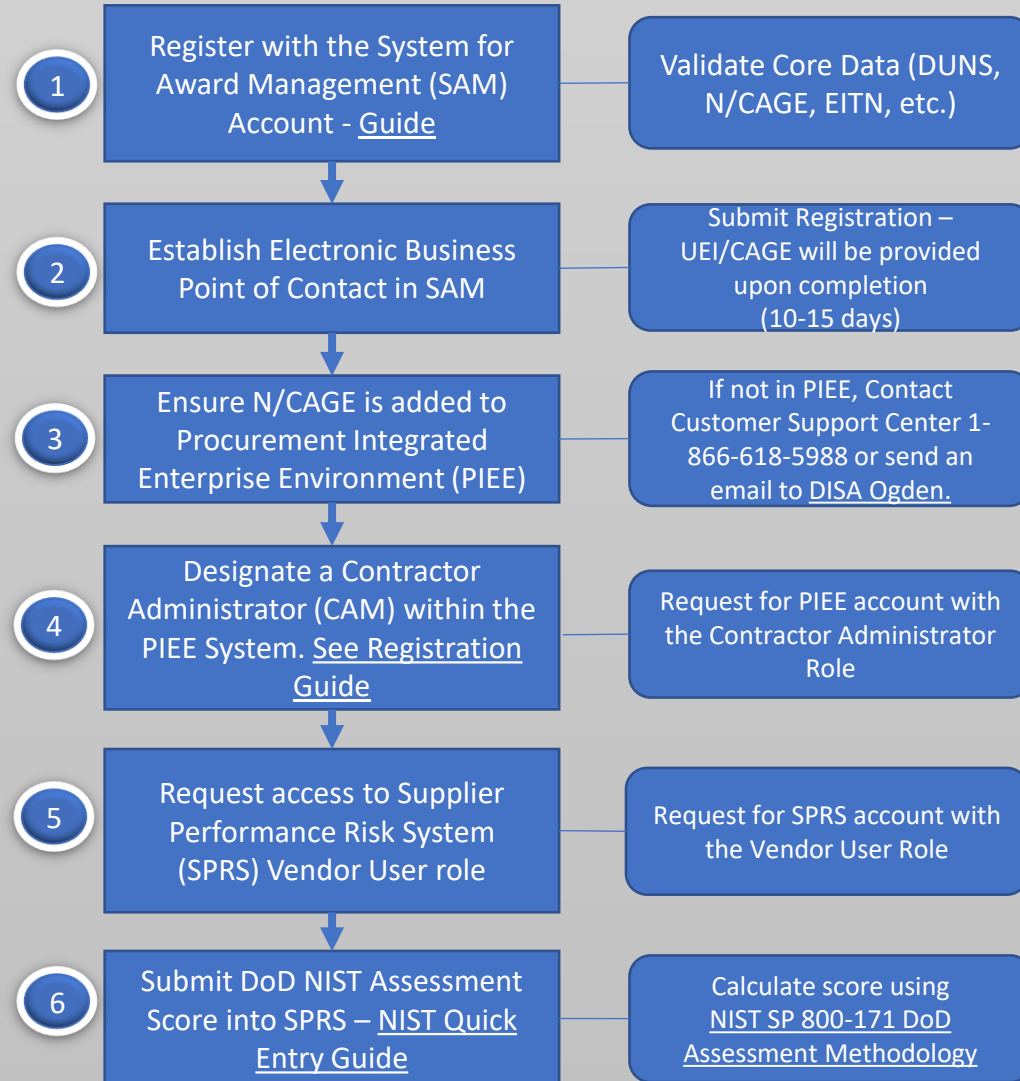 1
Register with the System for
Award Management (SAM)
Account - Guide
Validate Core Data (DUNS,
N/CAGE, EITN, etc.)
2
Establish Electronic Business
Point of Contact in SAM
Submit Registration –
UEI/CAGE will be provided
upon completion
(10-15 days)
3
Ensure N/CAGE is added to
Procurement Integrated
Enterprise Environment (PIEE)
If not in PIEE, Contact
Customer Support Center 1-
866-618-5988 or send an
email to DISA Ogden.
4
Designate a Contractor
Administrator (CAM) within the
PIEE System. See Registration
Guide
Request for PIEE account with
the Contractor Administrator
Role
5
Request access to Supplier
Performance Risk System
(SPRS) Vendor User role
Request for SPRS account with
the Vendor User Role
6
Submit DoD NIST Assessment
Score into SPRS – NIST Quick
Entry Guide
Calculate score using
NIST SP 800-171 DoD
Assessment Methodology